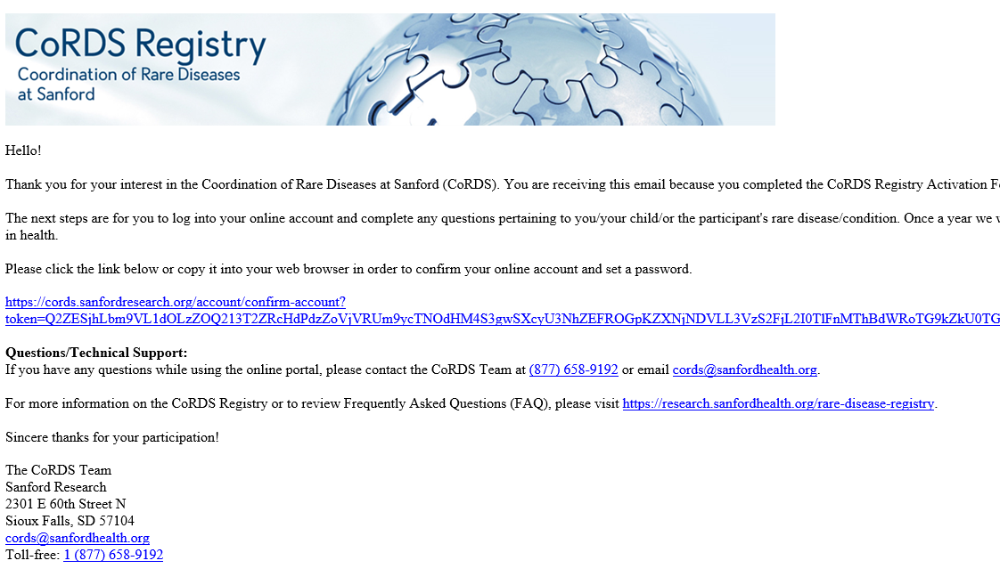 CoRDS Registry
Coordination of Rare Diseases
at Sanford
Hello!
Thank you for your interest in the Coordination of Rare Diseases at Sanford (CoRDS). You are receiving this email because you completed the CoRDS Registry Activation
The next steps are for you to log into your online account and complete any questions pertaining to you/your child/or the participant's rare disease/condition. Once a year we
in health.
Please click the link below or copy it into your web browser in order to confirm your online account and set a password.
https://cords.sanfordresearch.org/account/confirm-account?
token=Q2ZESjhLbm9VL1dOLzZOQ213T2ZRcHdPdzZoVjVRUm9ycTNOdHM4S3gwSXcyU3NhZEFROGpKZXNjNDVLL3VzS2FjL2I0TlFnMThBdWRoTG9kZkU0TG
Questions/Technical Support:
If you have any questions while using the online portal, please contact the CoRDS Team at (877) 658-9192 or email cords@sanfordhealth.org.
For more information on the CoRDS Registry or to review Frequently Asked Questions (FAQ), please visit https://research.sanfordhealth.org/rare-disease-registry.
Sincere thanks for your participation!
The CoRDS Team
Sanford Research
2301 E 60th Street N
Sioux Falls, SD 57104
cords@sanfordhealth.org
Toll-free: 1 (877) 658-9192